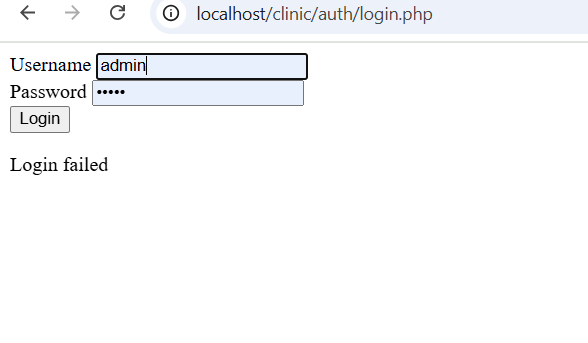 localhost/clinic/auth/login.php
Username admin
Password •••••
Login
Login failed